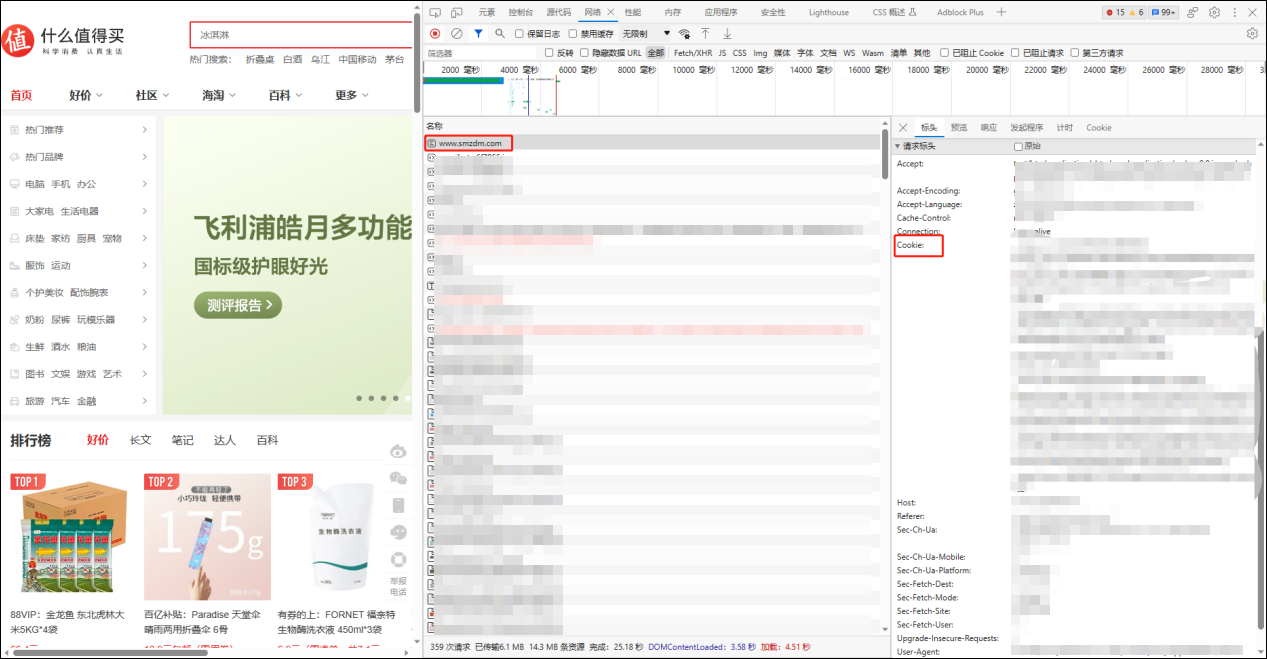 值 什么值得买
科学消费 认真生活
冰淇淋
热门搜索： 折叠桌 白酒 乌江 中国移动 茅台
首页 好价 社区 海淘 百科 更多
热门推荐
热门品牌
电脑 手机 办公
大家电 生活电器
床垫 家纺 厨具 宠物
服饰 运动
个护美妆 配饰腕表
奶粉 尿裤 玩模乐器
生鲜 酒水 粮油
图书 文娱 游戏 艺术
旅游 汽车 金融
飞利浦皓月多功能
国标级护眼好光
测评报告
排行榜 好价 长文 笔记 达人 百科
TOP 1 TOP 2 TOP 3
小巧玲珑 轻便携带
175g
生物酶洗衣液
举报
电话
88VIP：金龙鱼 东北虎林大
米5KG*4袋
百亿补贴：Paradise 天堂伞
晴雨两用折叠伞 6骨
有券的上：FORNET 福奈特
生物酶洗衣液 450ml*3袋
元素 控制台 源代码 网络 性能 内存 应用程序 安全性 Lighthouse CSS 概述 Adblock Plus
15 6 99+
保留日志 禁用缓存 无限制
筛选器 反转 隐藏数据 URL 全部 Fetch/XHR JS CSS Img 媒体 字体 文档 WS Wasm 清单 其他 已阻止 Cookie 已阻止请求 第三方请求
2000 毫秒 4000 毫秒 6000 毫秒 8000 毫秒 10000 毫秒 12000 毫秒 14000 毫秒 16000 毫秒 18000 毫秒 20000 毫秒 22000 毫秒 24000 毫秒 26000 毫秒 28000 毫秒
名称
www.smzdm.com
359 次请求 已传输6.1 MB 14.3 MB 条资源 完成：25.18 秒 DOMContentLoaded：3.58 秒 加载：4.51 秒
标头 预览 响应 发起程序 计时 Cookie
请求标头 原始
Accept:
Accept-Encoding:
Accept-Language:
Cache-Control:
Connection:
Cookie:
Host:
Referer:
Sec-Ch-Ua:
Sec-Ch-Ua-Mobile:
Sec-Ch-Ua-Platform:
Sec-Fetch-Dest:
Sec-Fetch-Mode:
Sec-Fetch-Site:
Sec-Fetch-User:
Upgrade-Insecure-Requests:
User-Agent: